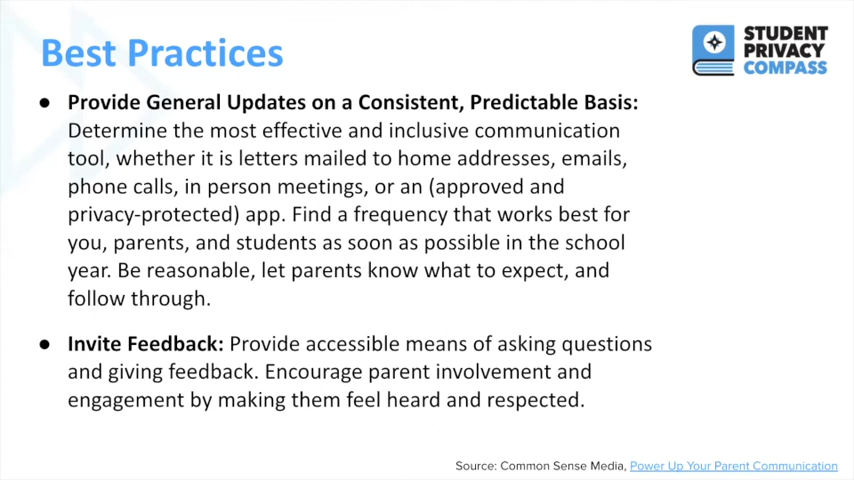 Best Practices
STUDENT
PRIVACY
COMPASS
● Provide General Updates on a Consistent, Predictable Basis:
Determine the most effective and inclusive communication
tool, whether it is letters mailed to home addresses, emails,
phone calls, in person meetings, or an (approved and
privacy-protected) app. Find a frequency that works best for
you, parents, and students as soon as possible in the school
year. Be reasonable, let parents know what to expect, and
follow through.
● Invite Feedback: Provide accessible means of asking questions
and giving feedback. Encourage parent involvement and
engagement by making them feel heard and respected.
Source: Common Sense Media, Power Up Your Parent Communication